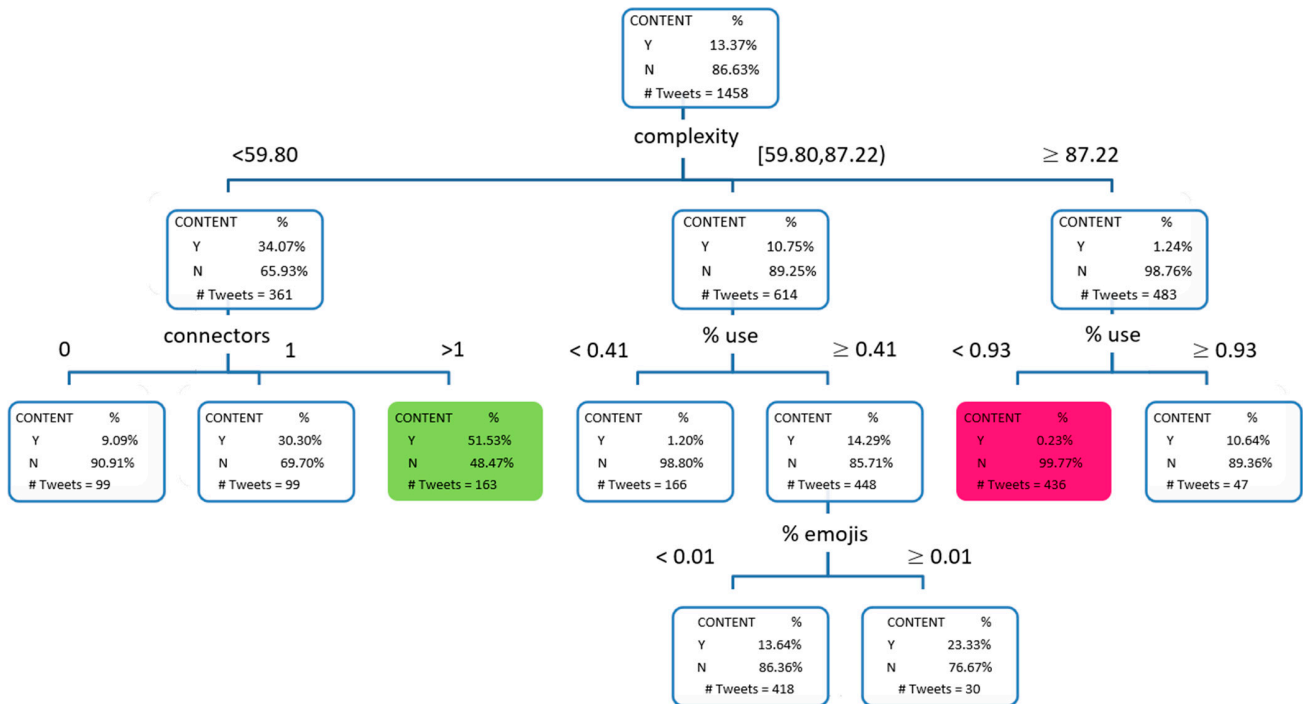 CONTENT %
Y 13.37%
N 86.63%
# Tweets = 1458
complexity
<59.80
[59.80,87.22)
≥ 87.22
CONTENT %
Y 34.07%
N 65.93%
# Tweets = 361
CONTENT %
Y 10.75%
N 89.25%
# Tweets = 614
CONTENT %
Y 1.24%
N 98.76%
# Tweets = 483
connectors
0
1
>1
% use
< 0.41
≥ 0.41
% use
< 0.93
≥ 0.93
CONTENT %
Y 9.09%
N 90.91%
# Tweets = 99
CONTENT %
Y 30.30%
N 69.70%
# Tweets = 99
CONTENT %
Y 51.53%
N 48.47%
# Tweets = 163
CONTENT %
Y 1.20%
N 98.80%
# Tweets = 166
CONTENT %
Y 14.29%
N 85.71%
# Tweets = 448
CONTENT %
Y 0.23%
N 99.77%
# Tweets = 436
CONTENT %
Y 10.64%
N 89.36%
# Tweets = 47
% emojis
< 0.01
≥ 0.01
CONTENT %
Y 13.64%
N 86.36%
# Tweets = 418
CONTENT %
Y 23.33%
N 76.67%
# Tweets = 30